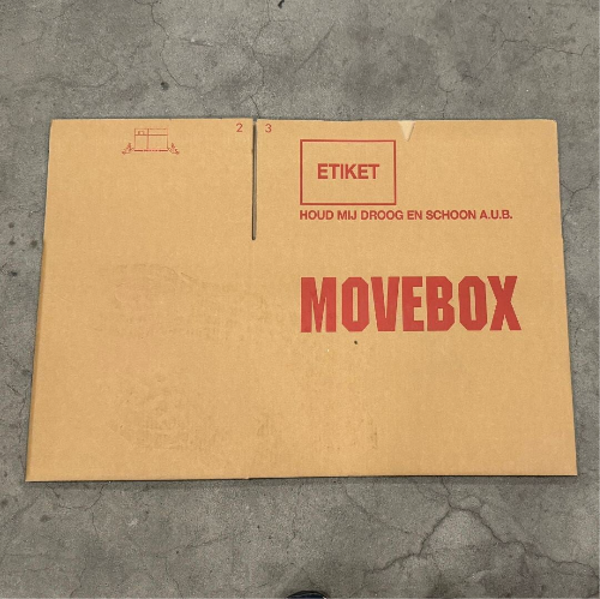 2 3
ETIKET
HOUD MIJ DROOG EN SCHOON A.U.B.
MOVEBOX